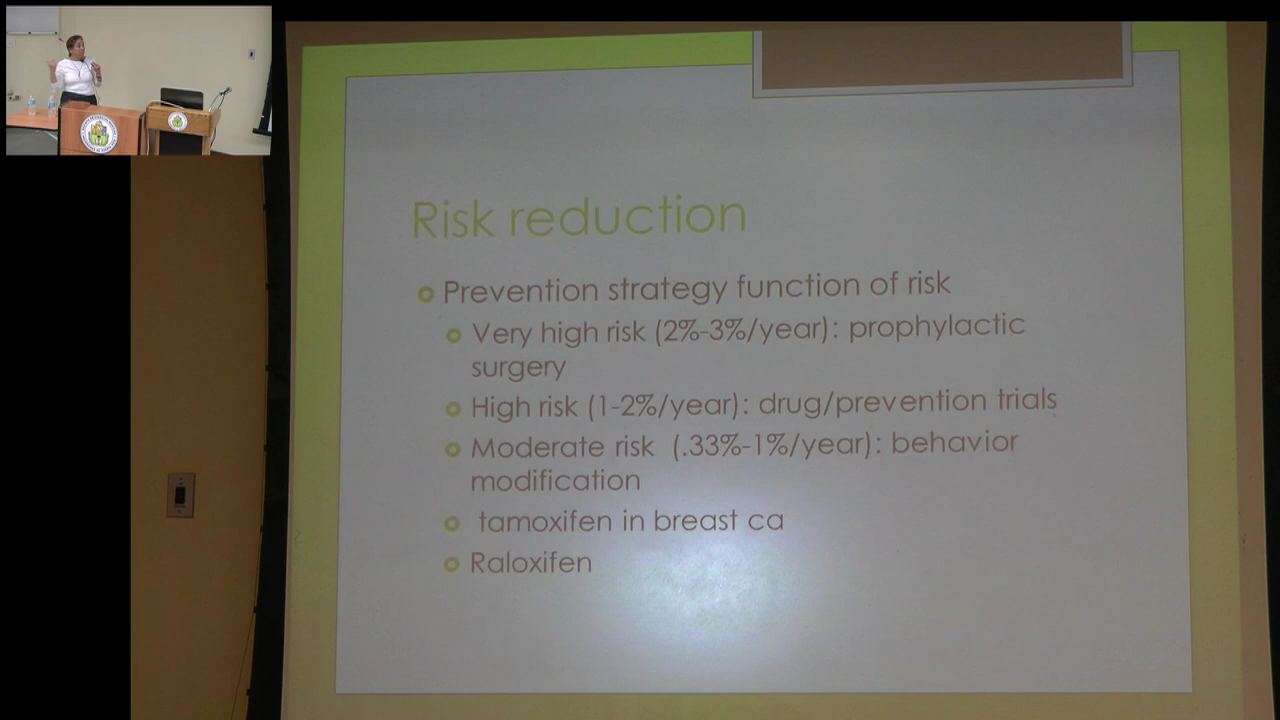 Risk reduction
Prevention strategy function of risk
Very high risk (2%-3%/year): prophylactic
surgery
High risk (1-2%/year): drug/prevention trials
Moderate risk (.33%-1%/year): behavior
modification
tamoxifen in breast ca
Raloxifen